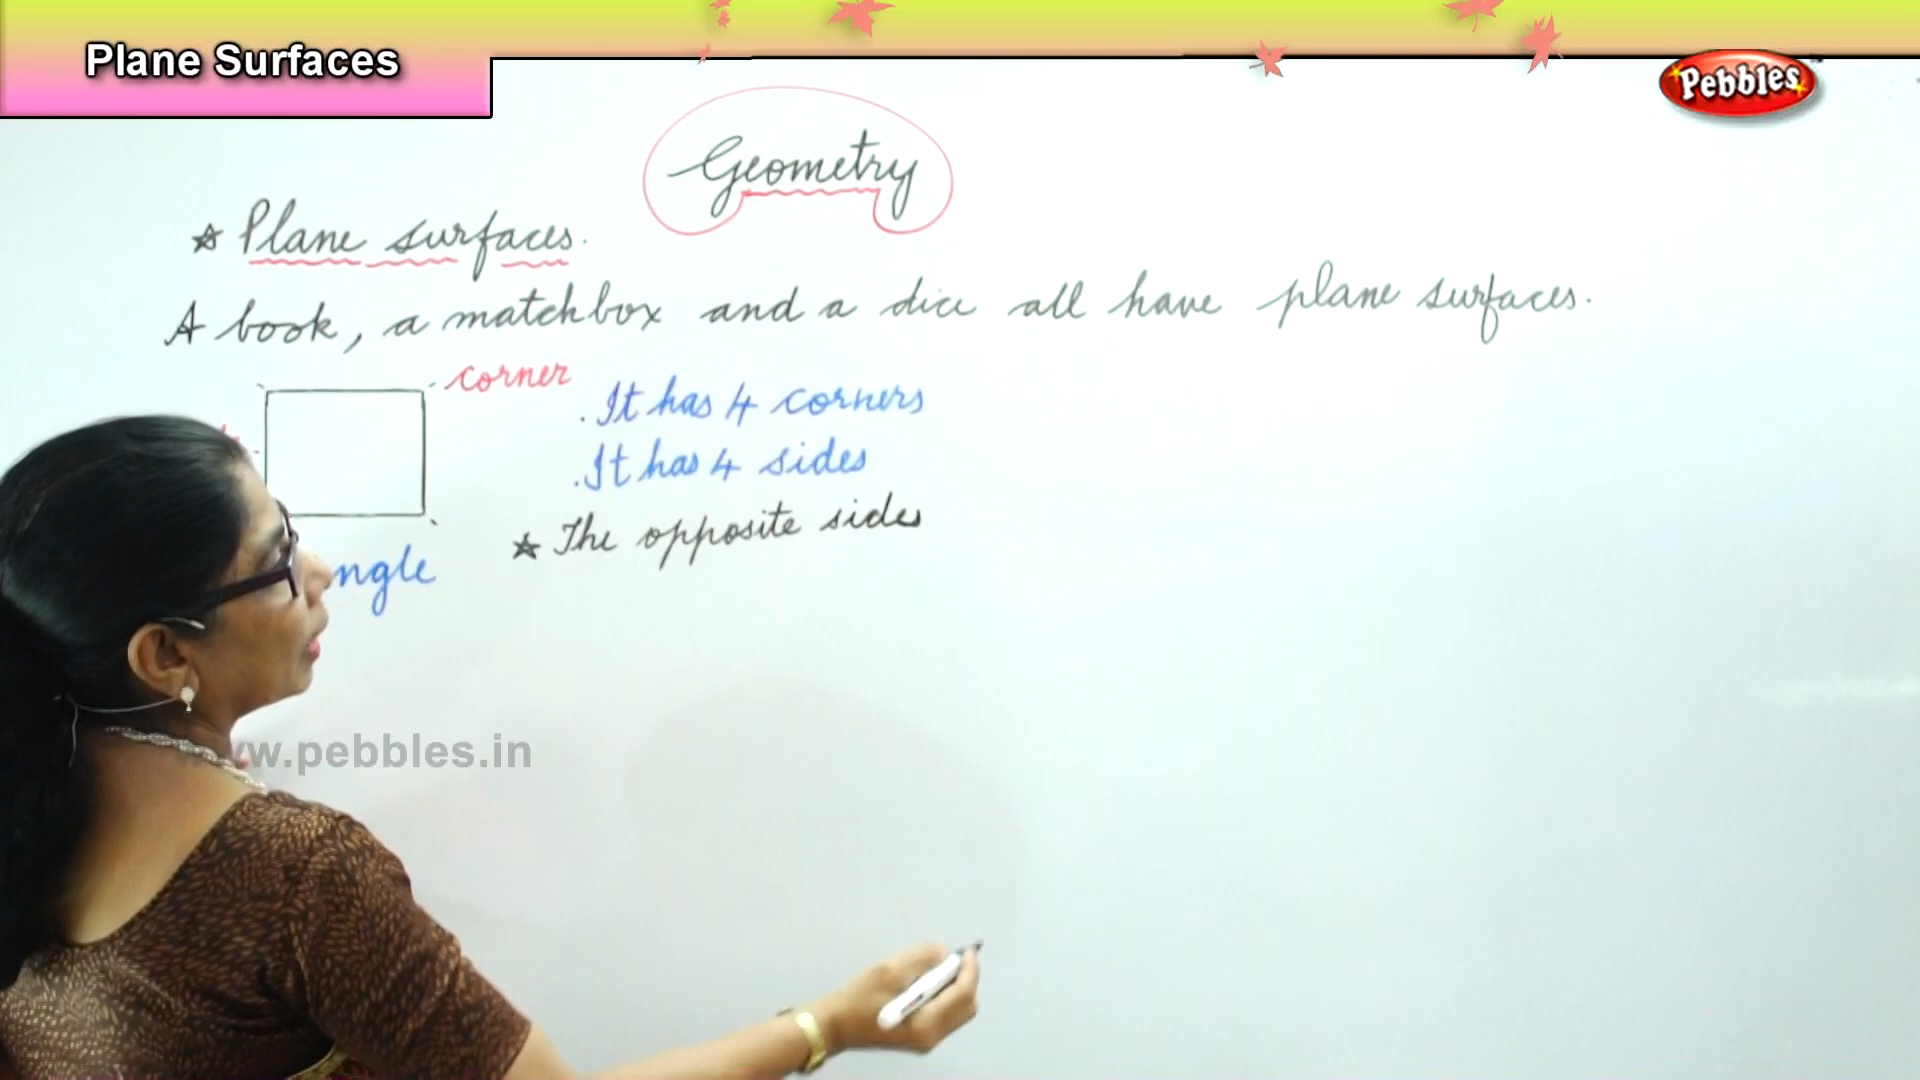 Plane Surfaces
Pebbles
Geometry
Plane surfaces.
A book, a matchbox and a dice all have plane surfaces.
corner
. It has 4 corners
. It has 4 sides
The opposite sides
ngle
www.pebbles.in